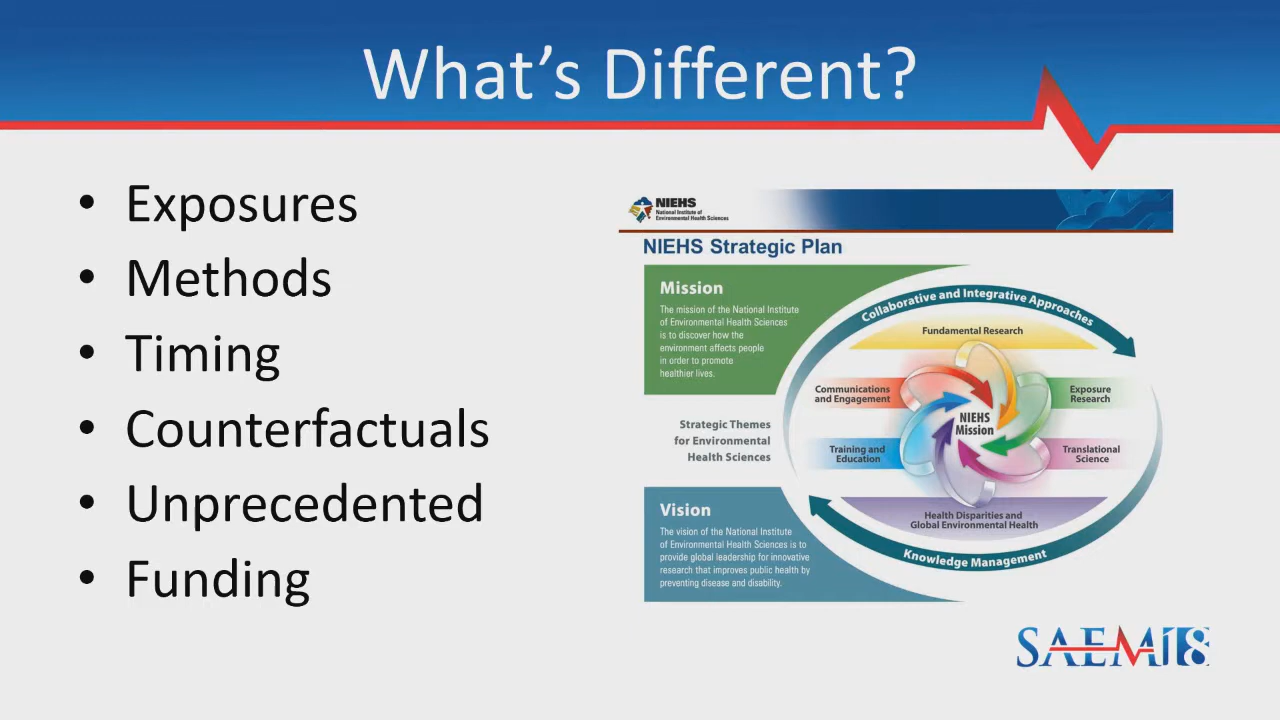 What's Different?
• Exposures
• Methods
• Timing
• Counterfactuals
• Unprecedented
• Funding
NIEHS
National Institute of
Environmental Health Sciences
NIEHS Strategic Plan
Mission
The mission of the National Institute
of Environmental Health Sciences
is to discover how the
environment affects people
in order to promote
healthier lives.
Strategic Themes
for Environmental
Health Sciences
Vision
The vision of the National Institute
of Environmental Health Sciences is to
provide global leadership for innovative
research that improves public health by
preventing disease and disability.
Collaborative and Integrative Approaches
Fundamental Research
Communications
and Engagement
Exposure
Research
NIEHS
Mission
Training and
Education
Translational
Science
Health Disparities and
Global Environmental Health
Knowledge Management
SAEM18